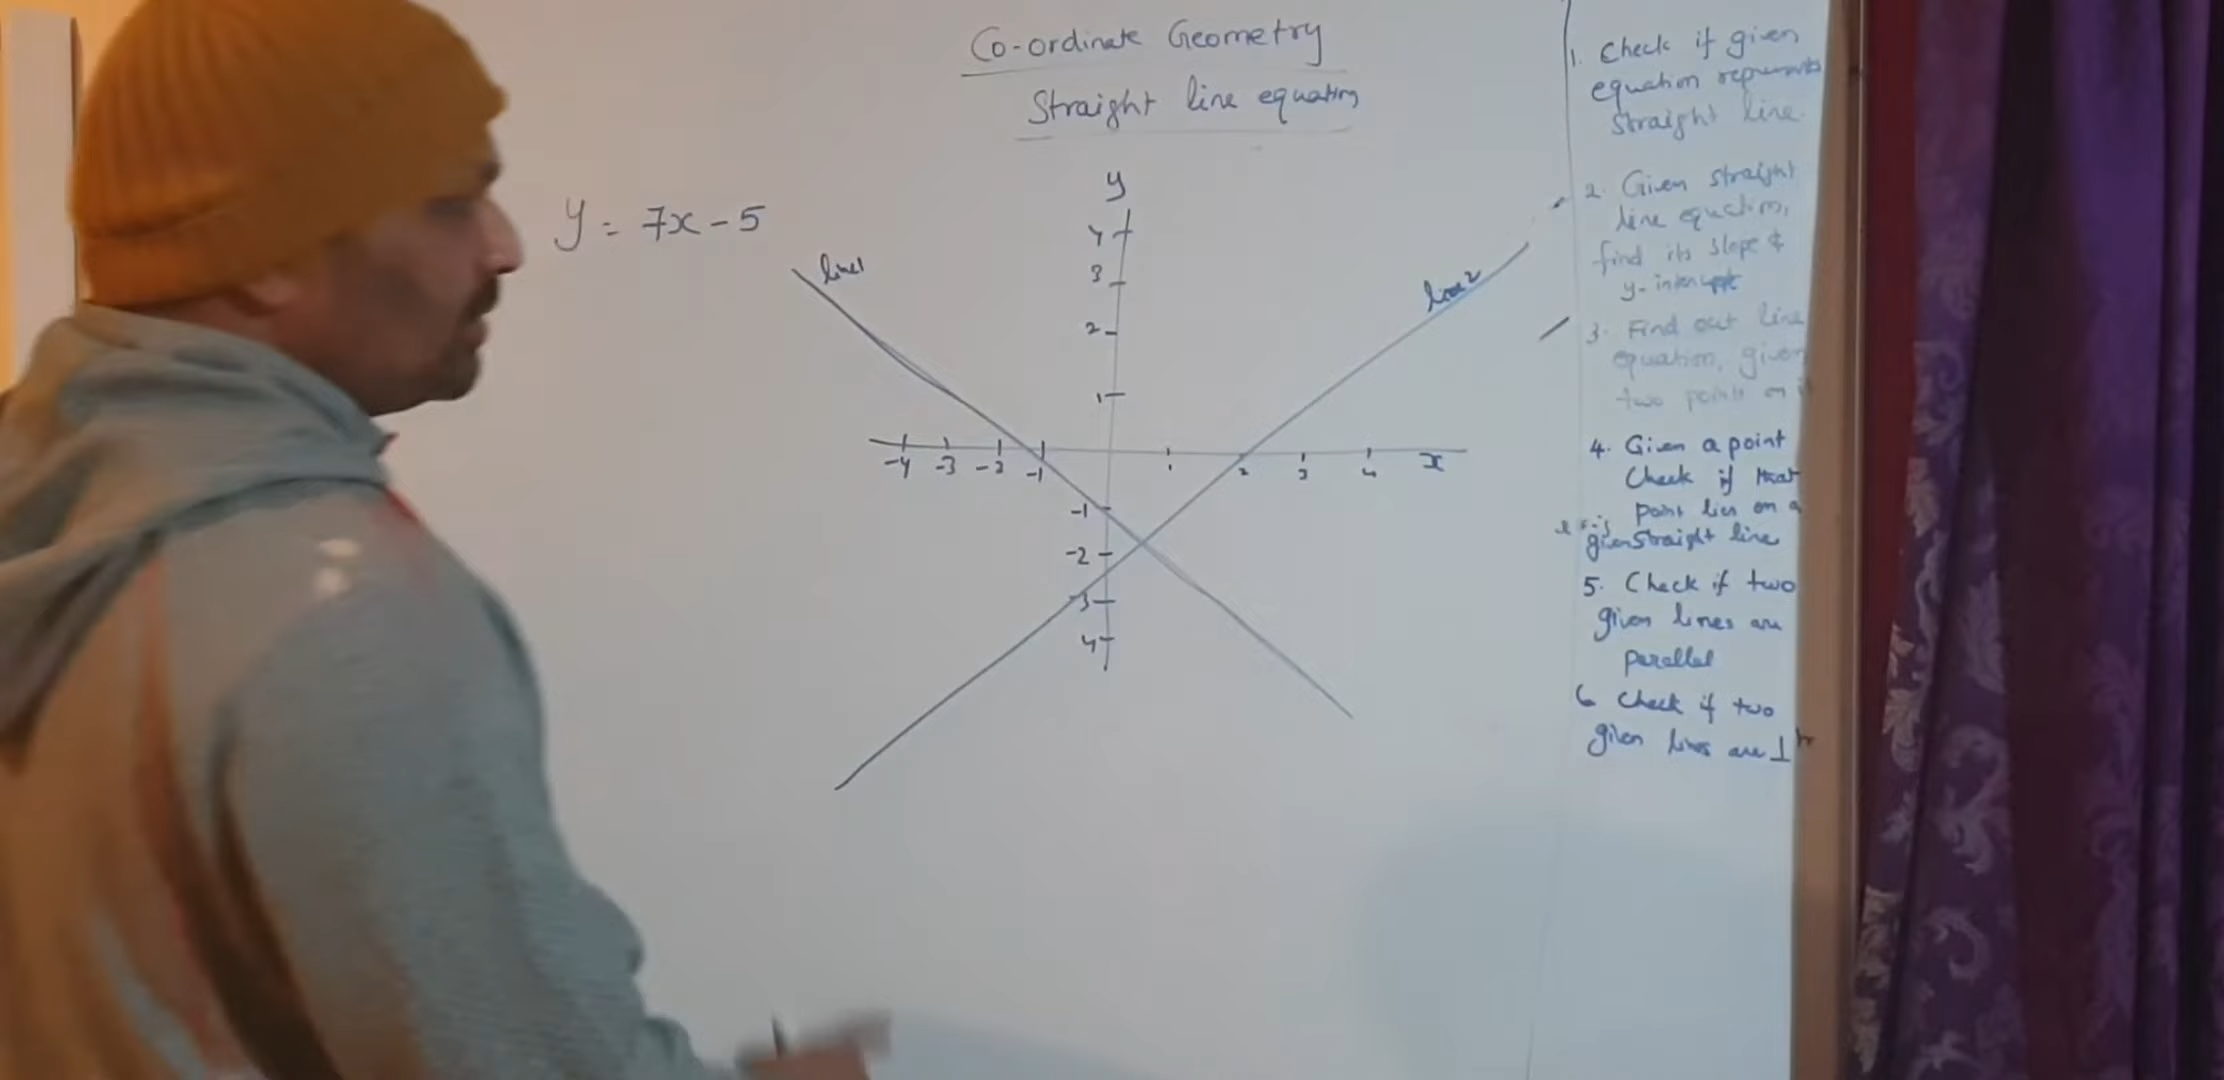 Co-ordinate Geometry
Straight line equation
y = 7x - 5
line1
line2
y
4
3
2
1
-4 -3 -2 -1 1 2 3 4 x
-1
-2
-3
4
1. Check if given
equation represents
straight line.
2. Given straight
line equation,
find its slope &
y-intercept
3. Find out line
equation, given
two points on
4. Given a point
Check if that
point lies on a
given straight line
5. Check if two
given lines are
parallel
6 Check if two
given lines are ⊥